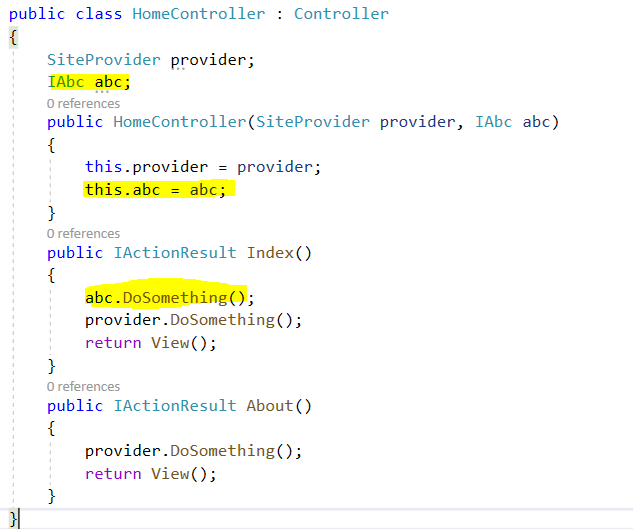 public class HomeController : Controller
{
SiteProvider provider;
IAbc abc;
0 references
public HomeController(SiteProvider provider, IAbc abc)
{
this.provider = provider;
this.abc = abc;
}
0 references
public IActionResult Index()
{
abc.DoSomething();
provider.DoSomething();
return View();
}
0 references
public IActionResult About()
{
provider.DoSomething();
return View();
}
}